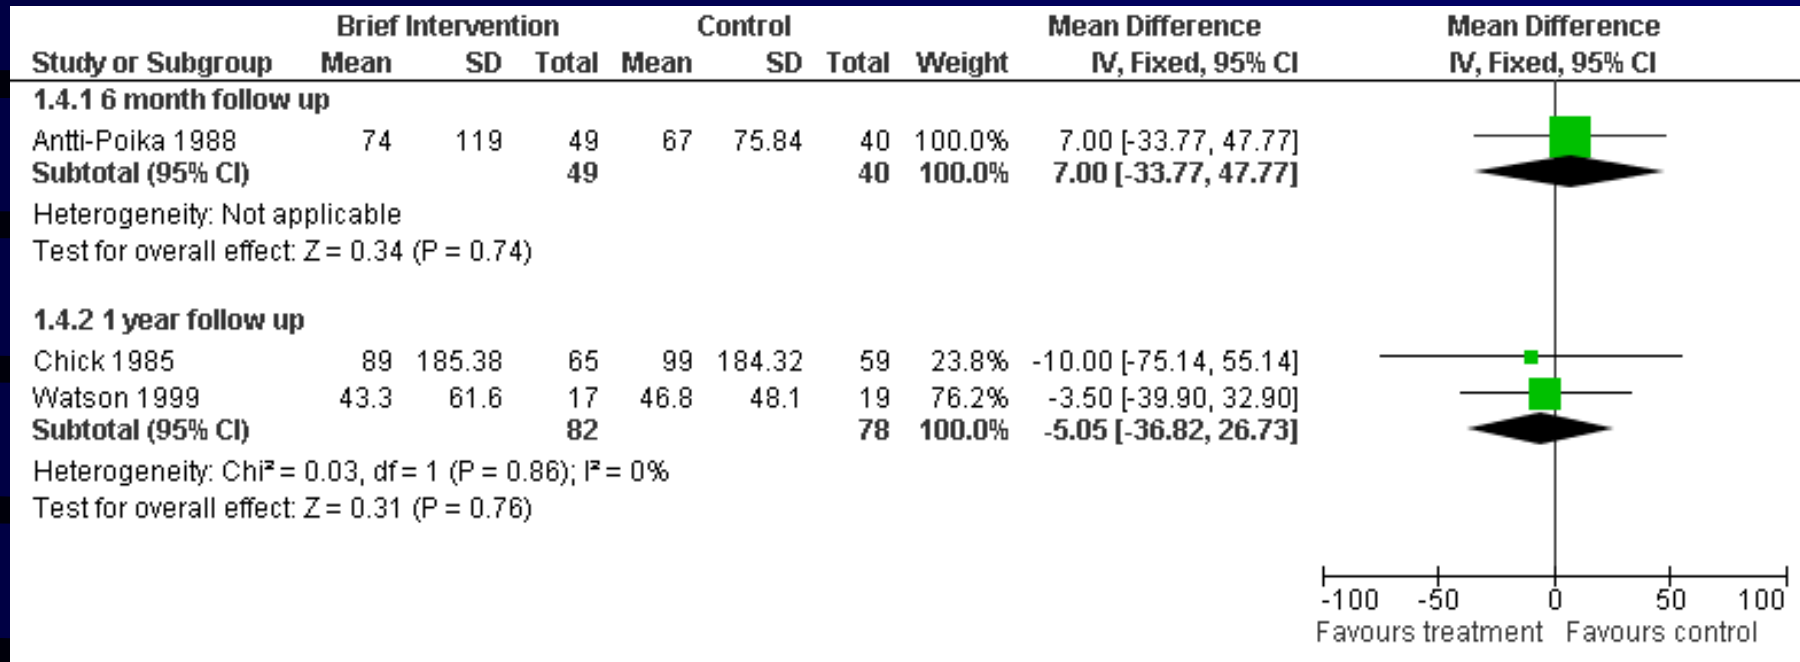 Brief Intervention Control Mean Difference Mean Difference
Study or Subgroup Mean SD Total Mean SD Total Weight IV, Fixed, 95% CI IV, Fixed, 95% CI
1.4.1 6 month follow up
Antti-Poika 1988 74 119 49 67 75.84 40 100.0% 7.00 [-33.77, 47.77]
Subtotal (95% CI) 49 40 100.0% 7.00 [-33.77, 47.77]
Heterogeneity: Not applicable
Test for overall effect: Z = 0.34 (P = 0.74)
1.4.2 1 year follow up
Chick 1985 89 185.38 65 99 184.32 59 23.8% -10.00 [-75.14, 55.14]
Watson 1999 43.3 61.6 17 46.8 48.1 19 76.2% -3.50 [-39.90, 32.90]
Subtotal (95% CI) 82 78 100.0% -5.05 [-36.82, 26.73]
Heterogeneity: Chi² = 0.03, df = 1 (P = 0.86); I² = 0%
Test for overall effect: Z = 0.31 (P = 0.76)
-100 -50 0 50 100
Favours treatment Favours control